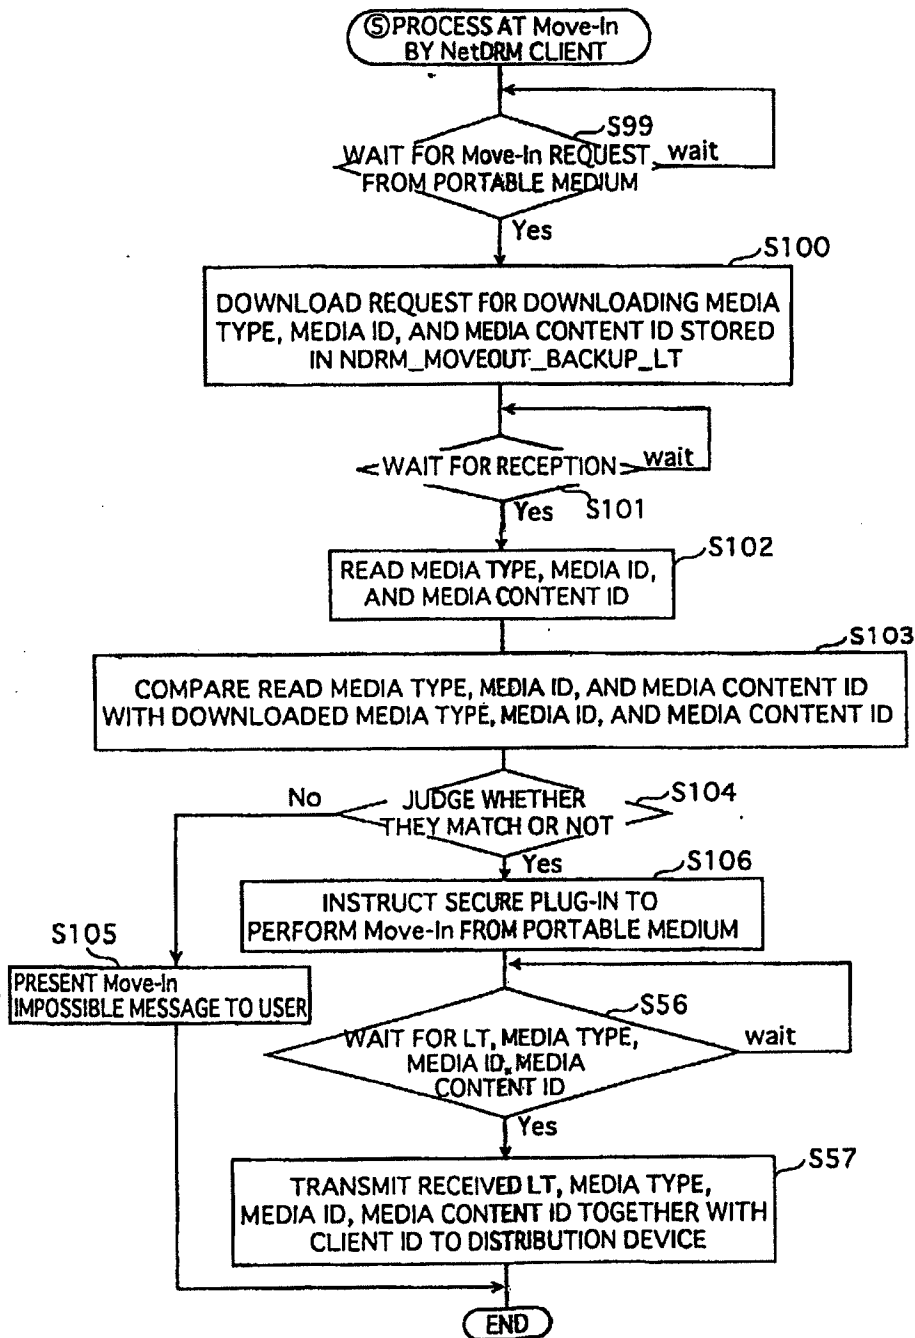 ⓈPROCESS AT Move-In
BY NetDRM CLIENT
S99
WAIT FOR Move-In REQUEST
wait
FROM PORTABLE MEDIUM
Yes
S100
DOWNLOAD REQUEST FOR DOWNLOADING MEDIA
TYPE, MEDIA ID, AND MEDIA CONTENT ID STORED
IN NDRM_MOVEOUT_BACKUP_LT
WAIT FOR RECEPTION
wait
S101
Yes
S102
READ MEDIA TYPE, MEDIA ID,
AND MEDIA CONTENT ID
S103
COMPARE READ MEDIA TYPE, MEDIA ID, AND MEDIA CONTENT ID
WITH DOWNLOADED MEDIA TYPE, MEDIA ID, AND MEDIA CONTENT ID
No
JUDGE WHETHER
THEY MATCH OR NOT
S104
Yes
S106
INSTRUCT SECURE PLUG-IN TO
PERFORM Move-In FROM PORTABLE MEDIUM
S105
PRESENT Move-In
IMPOSSIBLE MESSAGE TO USER
S56
WAIT FOR LT, MEDIA TYPE,
MEDIA ID, MEDIA
CONTENT ID
wait
Yes
S57
TRANSMIT RECEIVED LT, MEDIA TYPE,
MEDIA ID, MEDIA CONTENT ID TOGETHER WITH
CLIENT ID TO DISTRIBUTION DEVICE
END